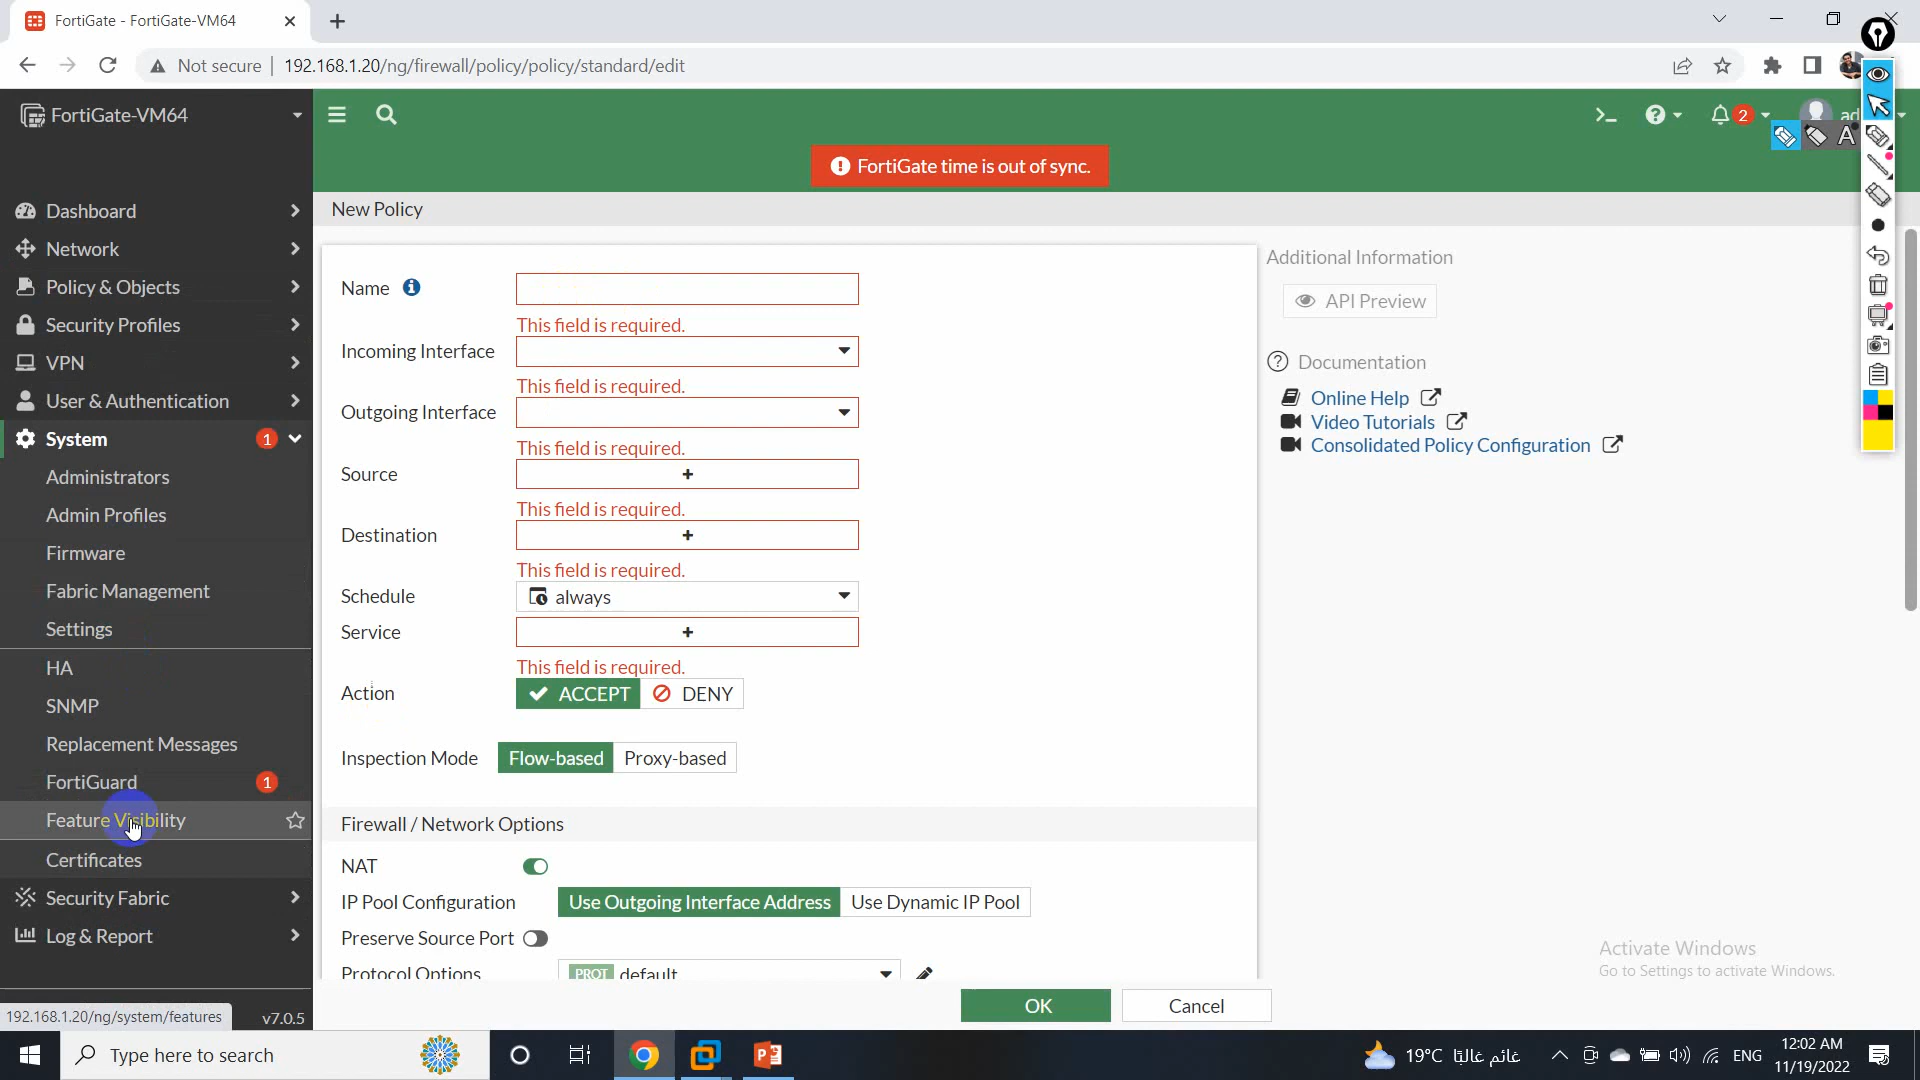 FortiGate - FortiGate-VM64
Not secure
192.168.1.20/ng/firewall/policy/policy/standard/edit
FortiGate-VM64
2
FortiGate time is out of sync.
New Policy
Dashboard
Network
Policy & Objects
Security Profiles
VPN
User & Authentication
System 1
Administrators
Admin Profiles
Firmware
Fabric Management
Settings
HA
SNMP
Replacement Messages
FortiGuard 1
Feature Visibility
Certificates
Security Fabric
Log & Report
192.168.1.20/ng/system/features
v7.0.5
Name
This field is required.
Incoming Interface
This field is required.
Outgoing Interface
This field is required.
Source
This field is required.
Destination
This field is required.
Schedule always
Service
This field is required.
Action ACCEPT DENY
Inspection Mode Flow-based Proxy-based
Firewall / Network Options
NAT
IP Pool Configuration Use Outgoing Interface Address Use Dynamic IP Pool
Preserve Source Port
Protocol Options PROT default
OK Cancel
Additional Information
API Preview
Documentation
Online Help
Video Tutorials
Consolidated Policy Configuration
Activate Windows
Go to Settings to activate Windows.
Type here to search
19°C غائم غالبًا
ENG
12:02 AM
11/19/2022